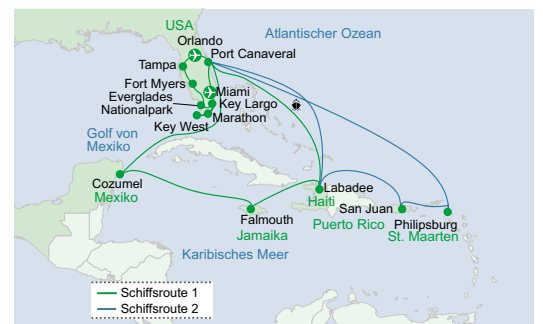 USA
Atlantischer Ozean
Orlando
Port Canaveral
Tampa
Fort Myers
Miami
Everglades
Nationalpark
Key Largo
Marathon
Key West
Golf von
Mexiko
Cozumel
Mexiko
Labadee
Haiti
San Juan
Puerto Rico
Philipsburg
St. Maarten
Falmouth
Jamaika
Karibisches Meer
Schiffsroute 1
Schiffsroute 2